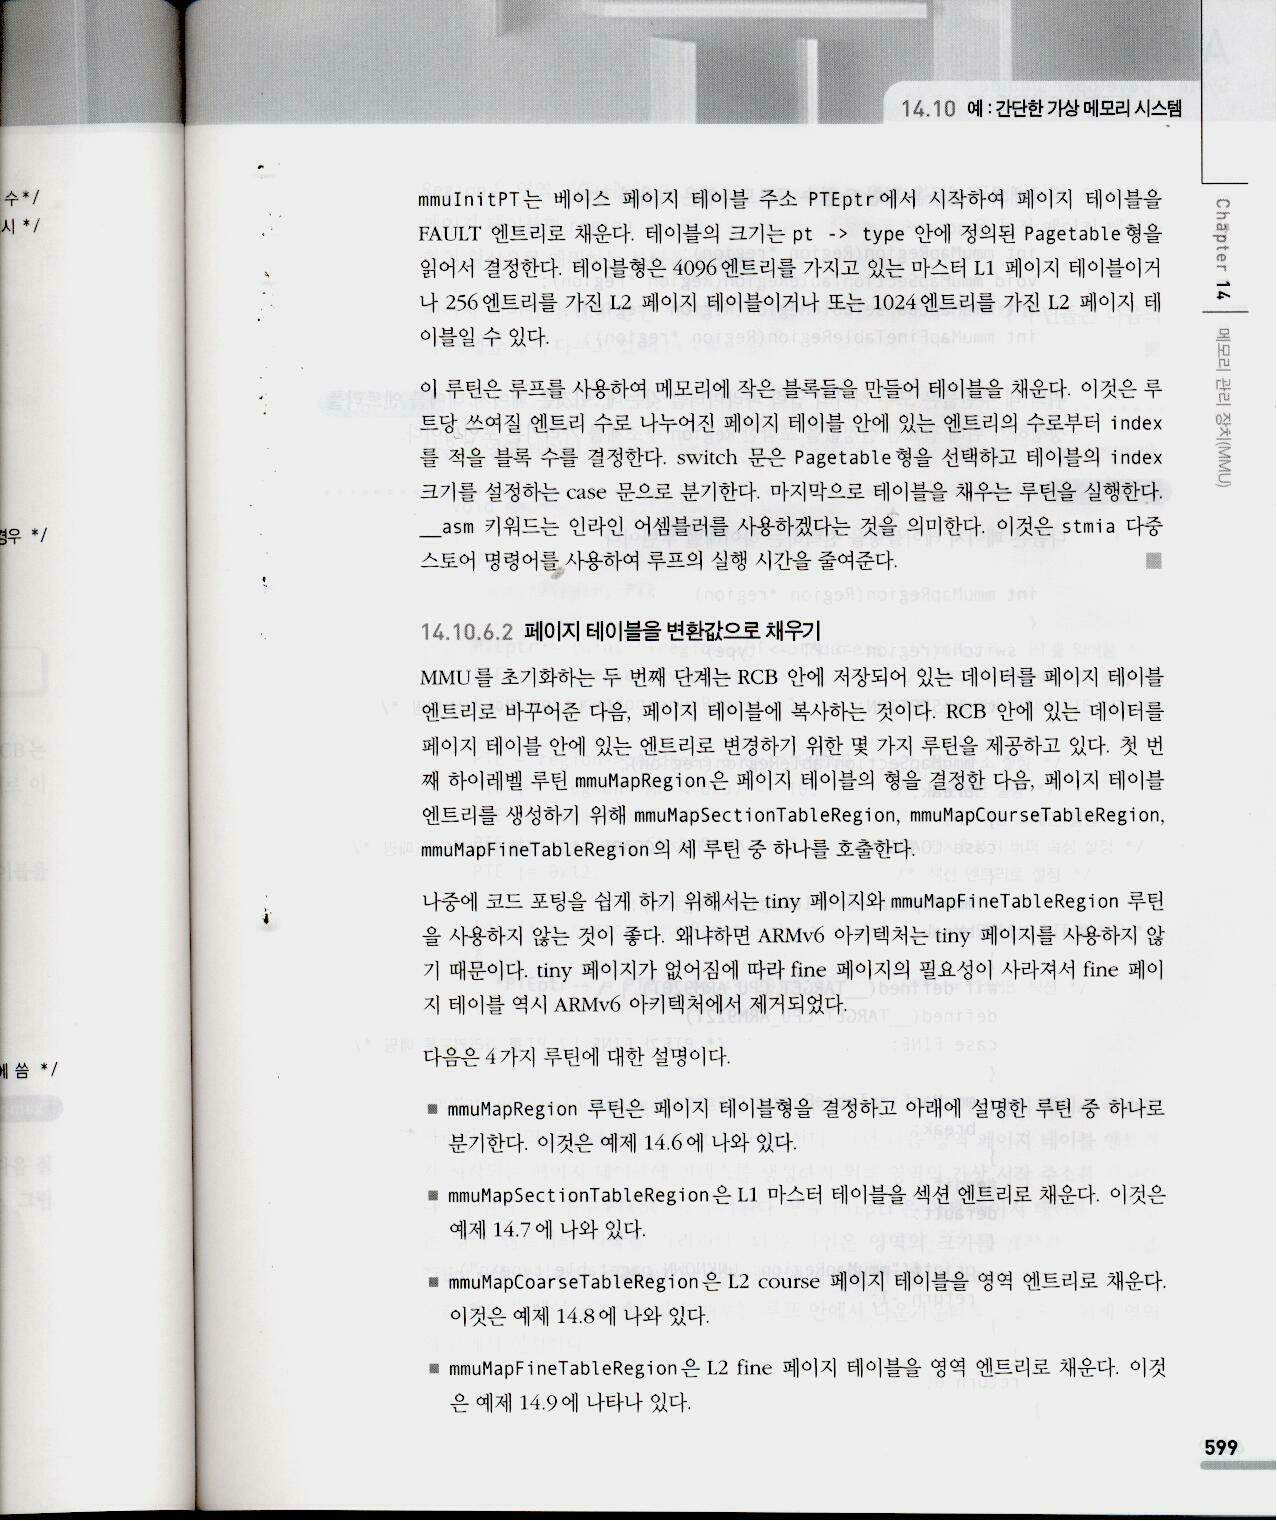 14.10 예 : 간단한 가상 메모리 시스템
수*/
시 */
경우 */
에 씀 */
mmuInitPT는 베이스 페이지 테이블 주소 PTEptr에서 시작하여 페이지 테이블을
FAULT 엔트리로 채운다. 테이블의 크기는 pt -> type 안에 정의된 Pagetable형을
읽어서 결정한다. 테이블형은 4096엔트리를 가지고 있는 마스터 L1 페이지 테이블이거
나 256엔트리를 가진 L2 페이지 테이블이거나 또는 1024엔트리를 가진 L2 페이지 테
이블일 수 있다.
이 루틴은 루프를 사용하여 메모리에 작은 블록들을 만들어 테이블을 채운다. 이것은 루
트당 쓰여질 엔트리 수로 나누어진 페이지 테이블 안에 있는 엔트리의 수로부터 index
를 적을 블록 수를 결정한다. switch 문은 Pagetable형을 선택하고 테이블의 index
크기를 설정하는 case 문으로 분기한다. 마지막으로 테이블을 채우는 루틴을 실행한다.
__asm 키워드는 인라인 어셈블러를 사용하겠다는 것을 의미한다. 이것은 stmia 다중
스토어 명령어를 사용하여 루프의 실행 시간을 줄여준다.
14.10.6.2 페이지 테이블을 변환값으로 채우기
MMU를 초기화하는 두 번째 단계는 RCB 안에 저장되어 있는 데이터를 페이지 테이블
엔트리로 바꾸어준 다음, 페이지 테이블에 복사하는 것이다. RCB 안에 있는 데이터를
페이지 테이블 안에 있는 엔트리로 변경하기 위한 몇 가지 루틴을 제공하고 있다. 첫 번
째 하이레벨 루틴 mmuMapRegion은 페이지 테이블의 형을 결정한 다음, 페이지 테이블
엔트리를 생성하기 위해 mmuMapSectionTableRegion, mmuMapCourseTableRegion,
mmuMapFineTableRegion의 세 루틴 중 하나를 호출한다.
나중에 코드 포팅을 쉽게 하기 위해서는 tiny 페이지와 mmuMapFineTableRegion 루틴
을 사용하지 않는 것이 좋다. 왜냐하면 ARMv6 아키텍처는 tiny 페이지를 사용하지 않
기 때문이다. tiny 페이지가 없어짐에 따라 fine 페이지의 필요성이 사라져서 fine 페이
지 테이블 역시 ARMv6 아키텍처에서 제거되었다.
다음은 4가지 루틴에 대한 설명이다.
■ mmuMapRegion 루틴은 페이지 테이블형을 결정하고 아래에 설명한 루틴 중 하나로
분기한다. 이것은 예제 14.6에 나와 있다.
■ mmuMapSectionTableRegion은 L1 마스터 테이블을 섹션 엔트리로 채운다. 이것은
예제 14.7에 나와 있다.
■ mmuMapCoarseTableRegion은 L2 course 페이지 테이블을 영역 엔트리로 채운다.
이것은 예제 14.8에 나와 있다.
■ mmuMapFineTableRegion은 L2 fine 페이지 테이블을 영역 엔트리로 채운다. 이것
은 예제 14.9에 나타나 있다.
Chapter 14
메모리 관리 장치(MMU)
599